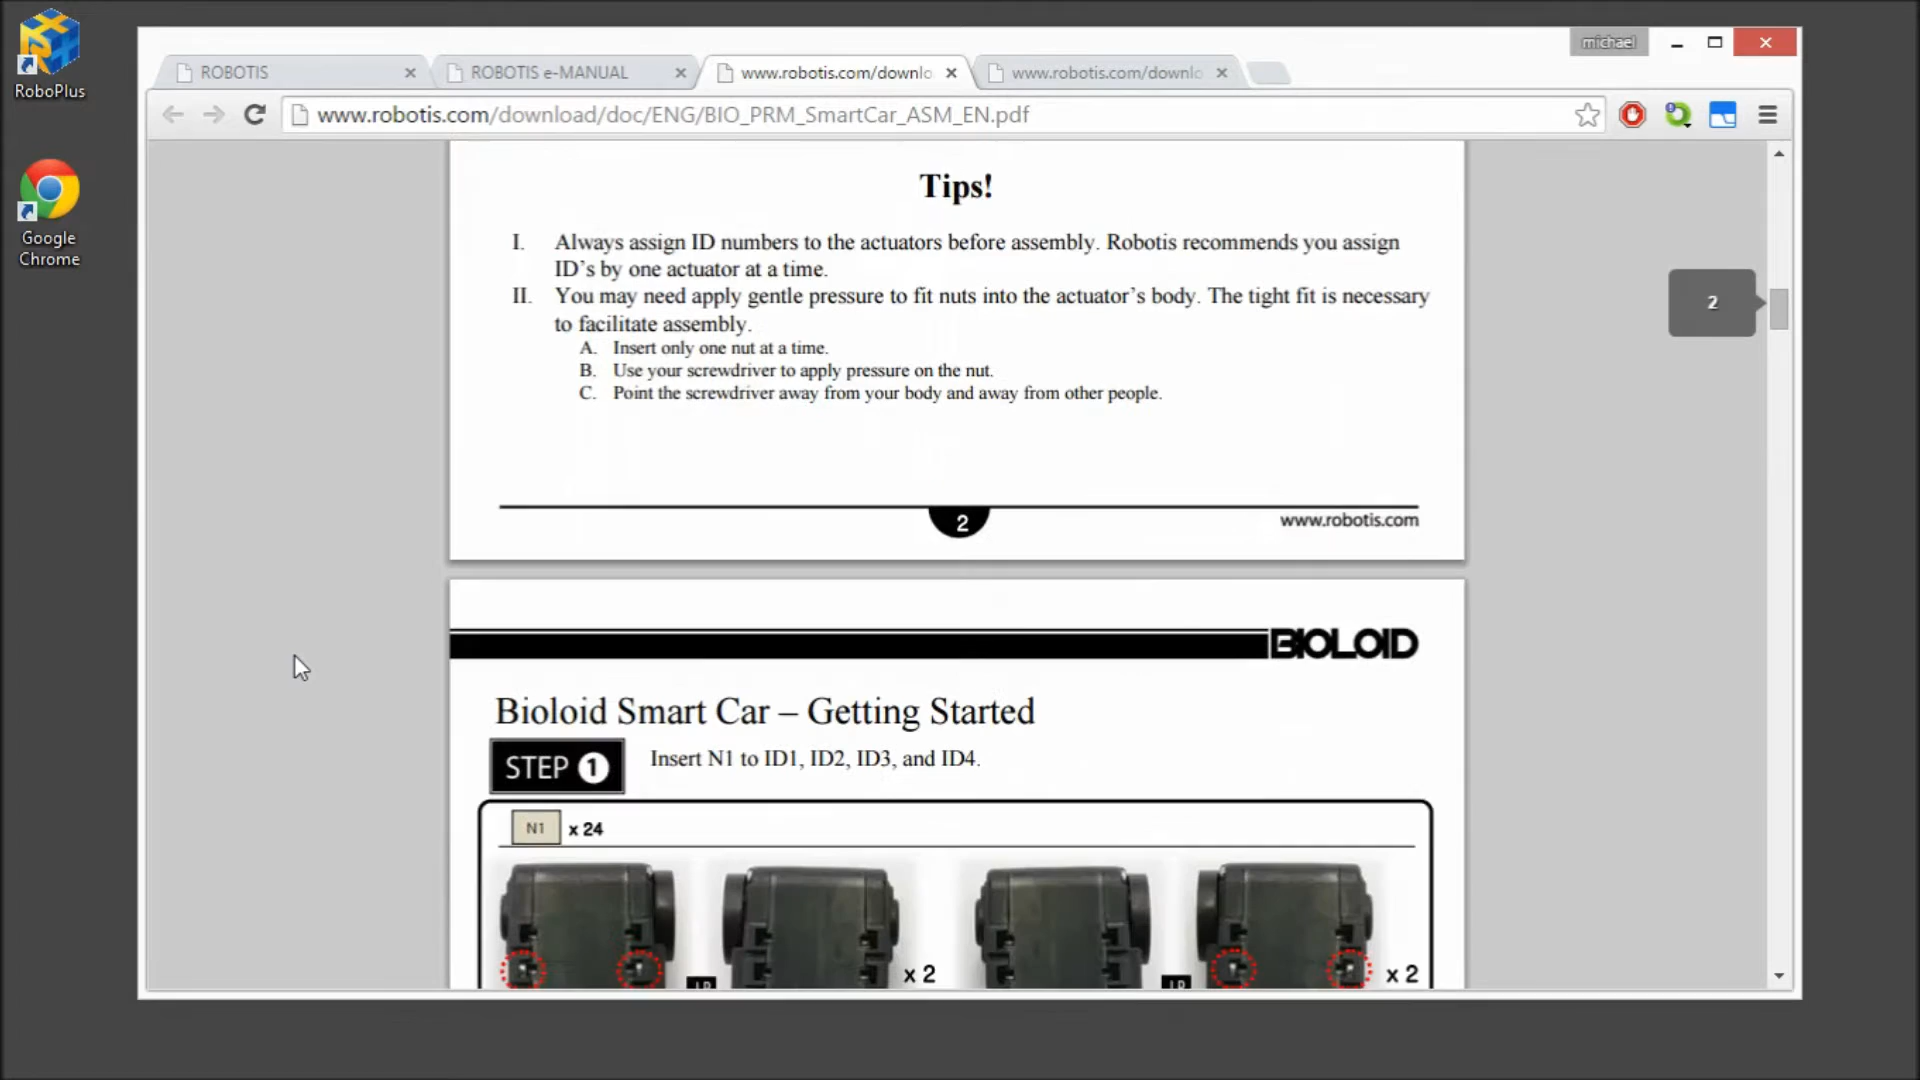 RoboPlus
Google
Chrome
michael
ROBOTIS
ROBOTIS e-MANUAL
www.robotis.com/downlo
www.robotis.com/downlo
www.robotis.com/download/doc/ENG/BIO_PRM_SmartCar_ASM_EN.pdf
Tips!
I. Always assign ID numbers to the actuators before assembly. Robotis recommends you assign
ID's by one actuator at a time.
II. You may need apply gentle pressure to fit nuts into the actuator's body. The tight fit is necessary
to facilitate assembly.
A. Insert only one nut at a time.
B. Use your screwdriver to apply pressure on the nut.
C. Point the screwdriver away from your body and away from other people.
2
2
www.robotis.com
BIOLOID
Bioloid Smart Car – Getting Started
STEP 1
Insert N1 to ID1, ID2, ID3, and ID4.
N1 x 24
x 2
x 2